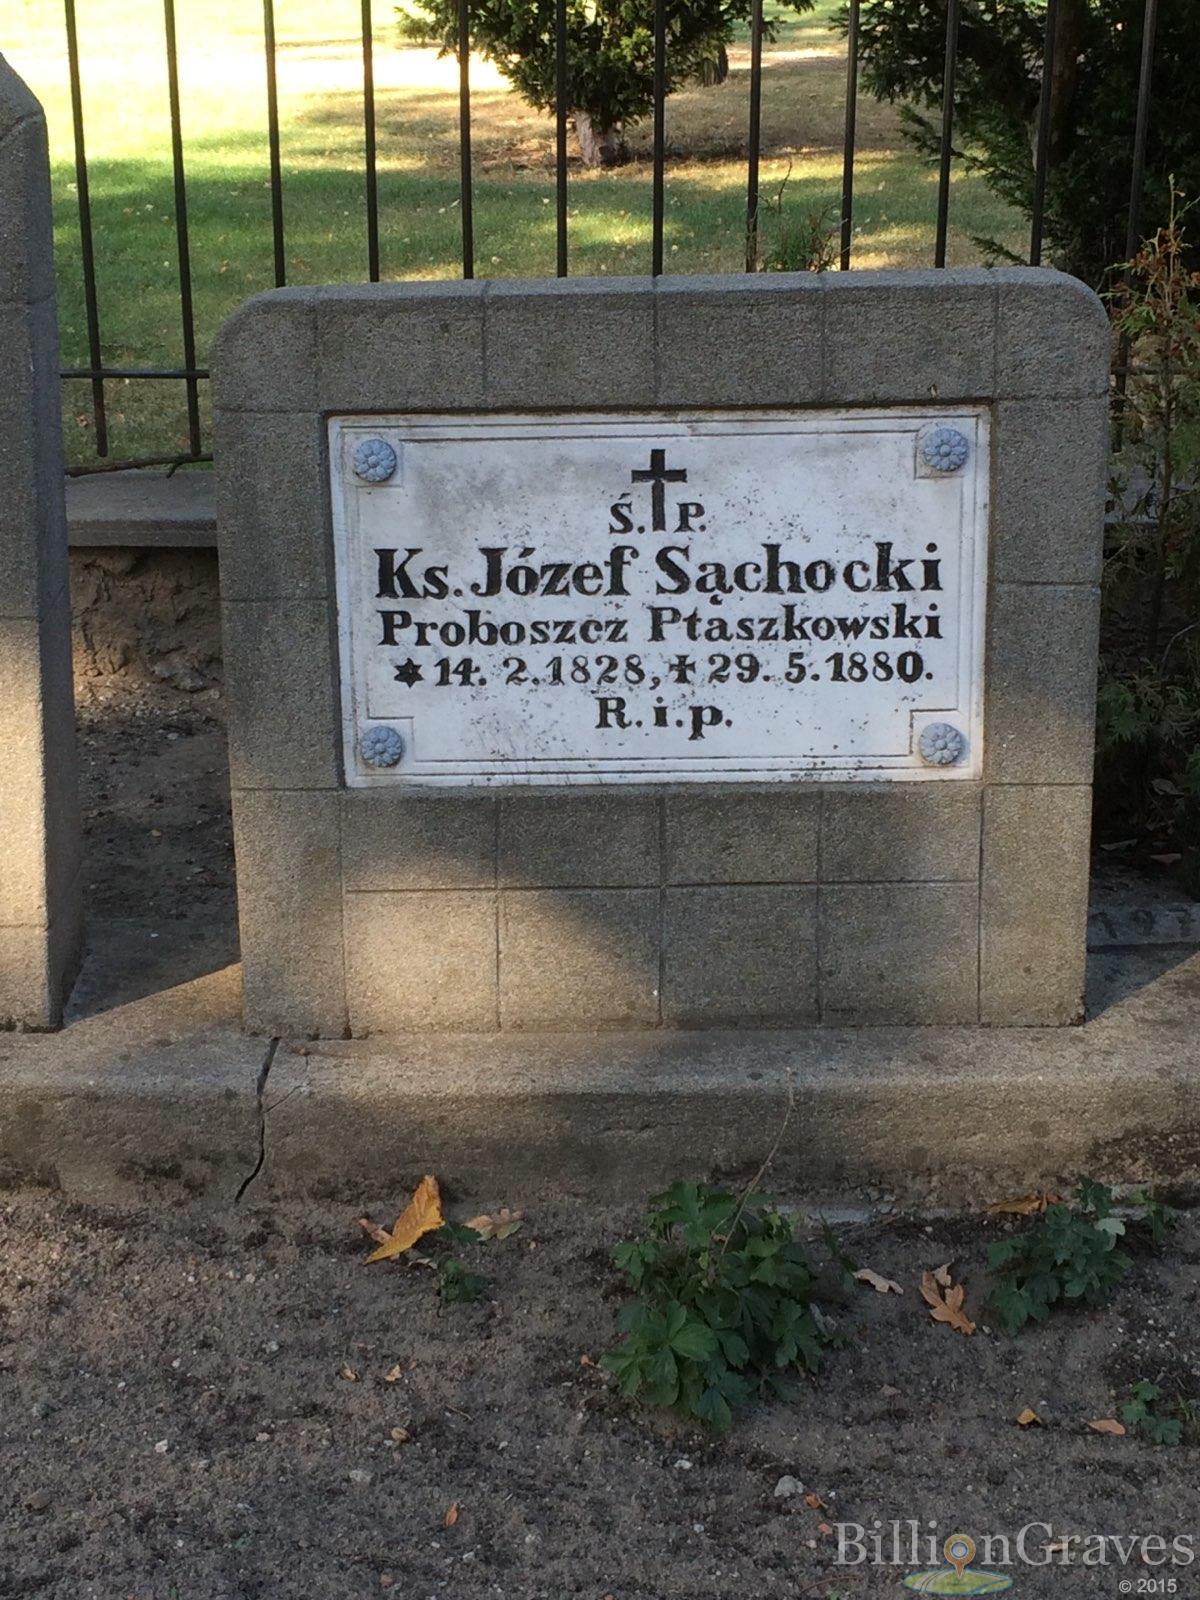 Ś. P.
Ks. Józef Sąchocki
Proboszcz Ptaszkowski
✶ 14. 2. 1828, ✝ 29. 5. 1880.
R. i. p.
BillionGraves
© 2015